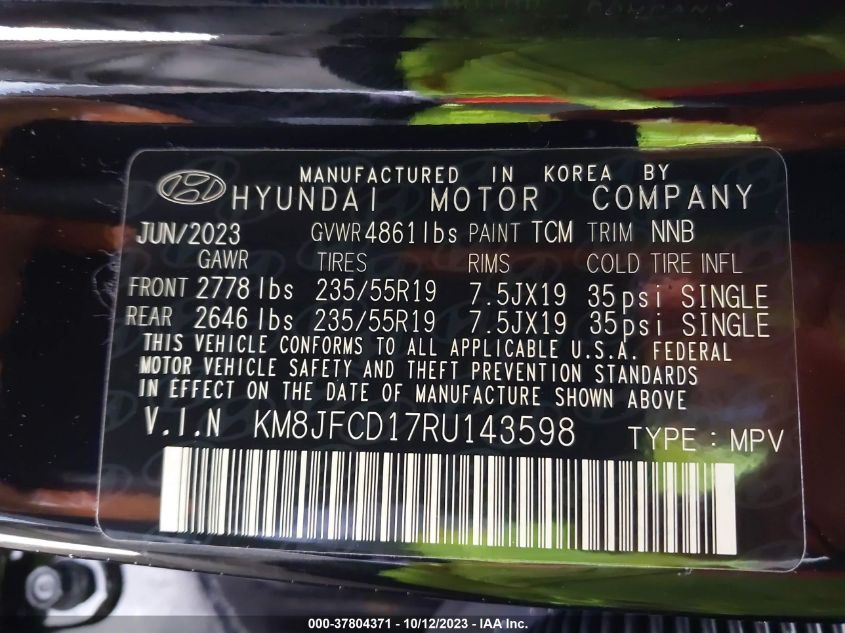 COMPANY
MANUFACTURED IN KOREA BY
HYUNDAI MOTOR COMPANY
JUN/2023 GVWR 4861lbs PAINT TCM TRIM NNB
GAWR TIRES RIMS COLD TIRE INFL
FRONT 2778 lbs 235/55R19 7.5JX19 35psi SINGLE
REAR 2646 lbs 235/55R19 7.5JX19 35psi SINGLE
THIS VEHICLE CONFORMS TO ALL APPLICABLE U.S.A. FEDERAL
MOTOR VEHICLE SAFETY AND THEFT PREVENTION STANDARDS
IN EFFECT ON THE DATE OF MANUFACTURE SHOWN ABOVE
V.I.N KM8JFCD17RU143598 TYPE : MPV
000-37804371 - 10/12/2023 - IAA Inc.